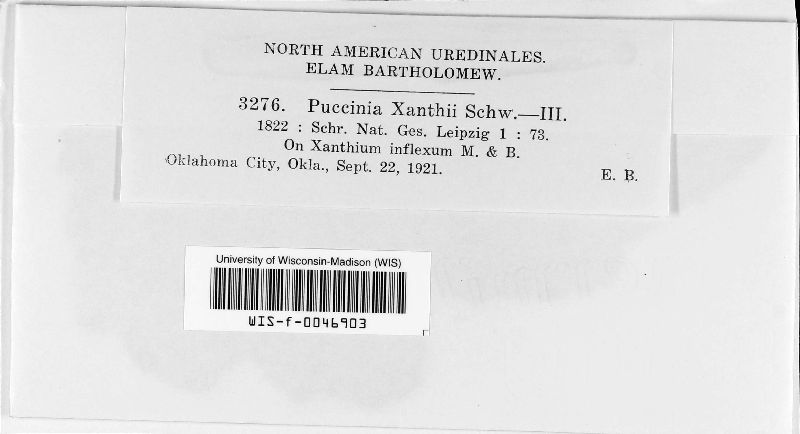 NORTH AMERICAN UREDINALES.
ELAM BARTHOLOMEW.
3276. Puccinia Xanthii Schw.—III.
1822 : Schr. Nat. Ges. Leipzig 1 : 73.
On Xanthium inflexum M. & B.
Oklahoma City, Okla., Sept. 22, 1921.
E. B.
University of Wisconsin-Madison (WIS)
WIS-f-0046903